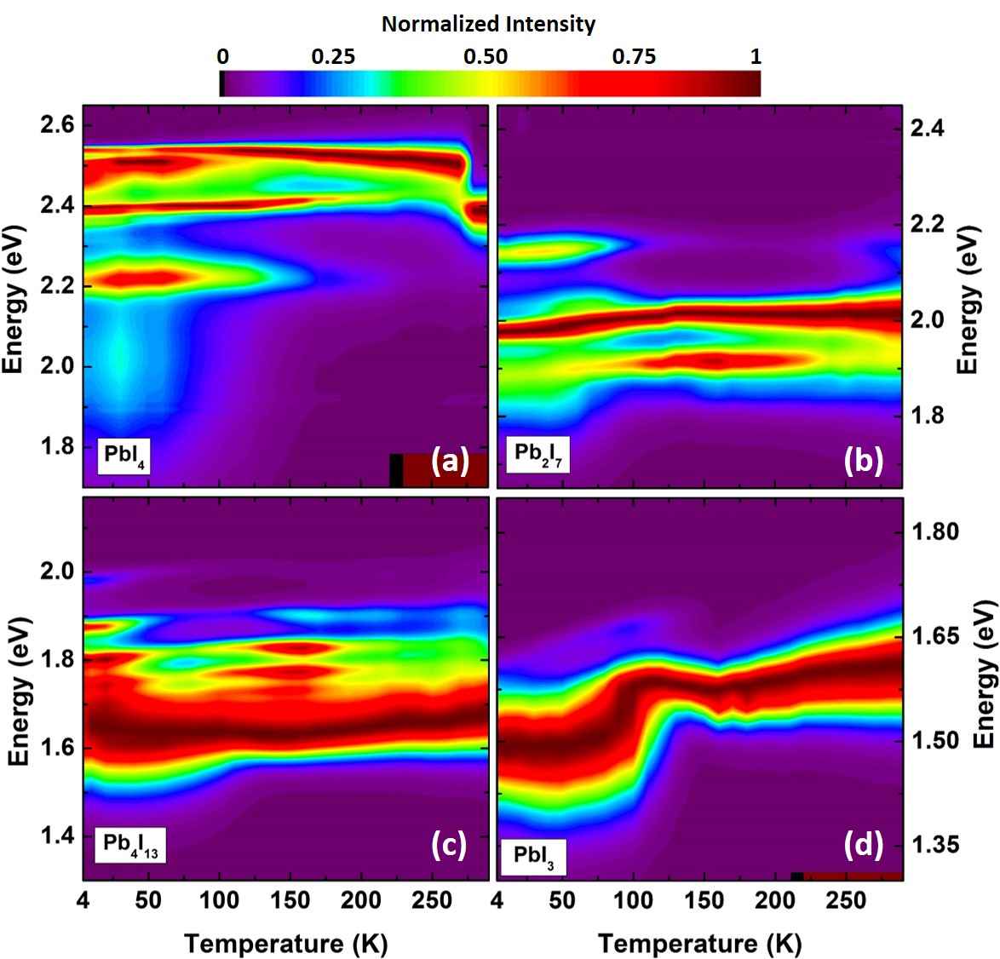 Normalized Intensity
0 0.25 0.50 0.75 1
2.6
2.4
2.2
2.0
1.8
Energy (eV)
PbI4
(a)
2.4
2.2
2.0
1.8
Energy (eV)
Pb2I7
(b)
2.0
1.8
1.6
1.4
Energy (eV)
Pb4I13
(c)
1.80
1.65
1.50
1.35
Energy (eV)
PbI3
(d)
4 50 100 150 200 250
Temperature (K)
4 50 100 150 200 250
Temperature (K)